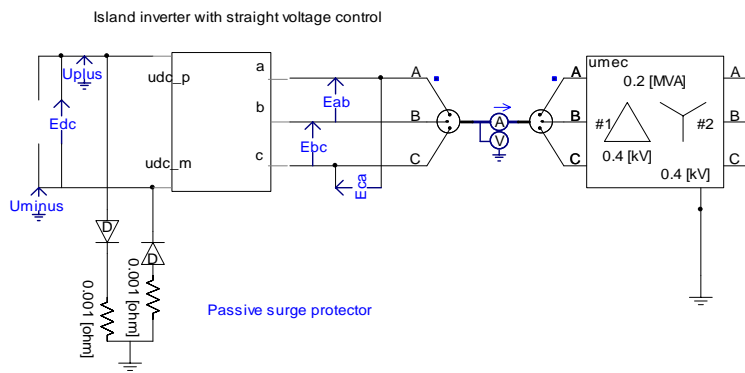 Island inverter with straight voltage control
Uplus
udc_p
Edc
udc_m
Uminus
a
b
c
Eab
Ebc
Eca
A
B
C
A
V
A
B
C
umec
0.2 [MVA]
#1
#2
0.4 [kV]
0.4 [kV]
A
B
C
D
D
0.001 [ohm]
0.001 [ohm]
Passive surge protector